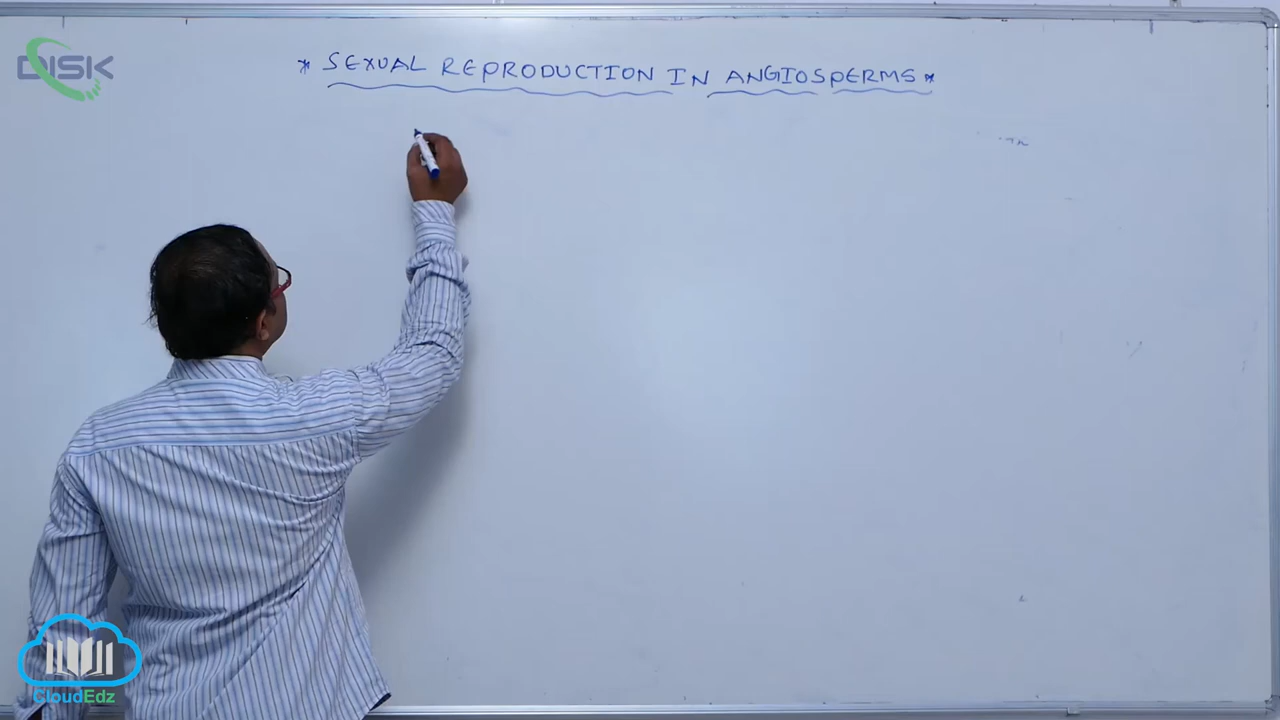 DISK
* SEXUAL REPRODUCTION IN ANGIOSPERMS *
CloudEdz